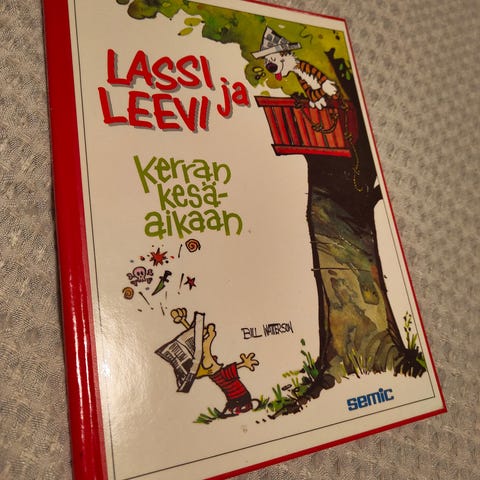 LASSI ja
LEEVI
Kerran
kesä-
aikaan
BILL WATTERSON
semic